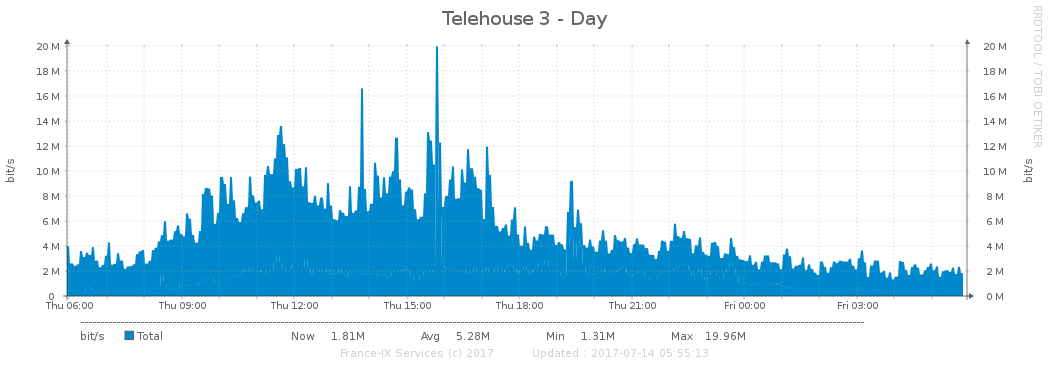 Telehouse 3 - Day
RRDTOOL / TOBI OETIKER
bit/s
20 M 20 M
18 M 18 M
16 M 16 M
14 M 14 M
12 M 12 M
10 M 10 M
8 M 8 M
6 M 6 M
4 M 4 M
2 M 2 M
0 0 M
bit/s
Thu 06:00 Thu 09:00 Thu 12:00 Thu 15:00 Thu 18:00 Thu 21:00 Fri 00:00 Fri 03:00
bit/s Total Now 1.81M Avg 5.28M Min 1.31M Max 19.96M
France-IX Services (c) 2017 Updated : 2017-07-14 05:55:13